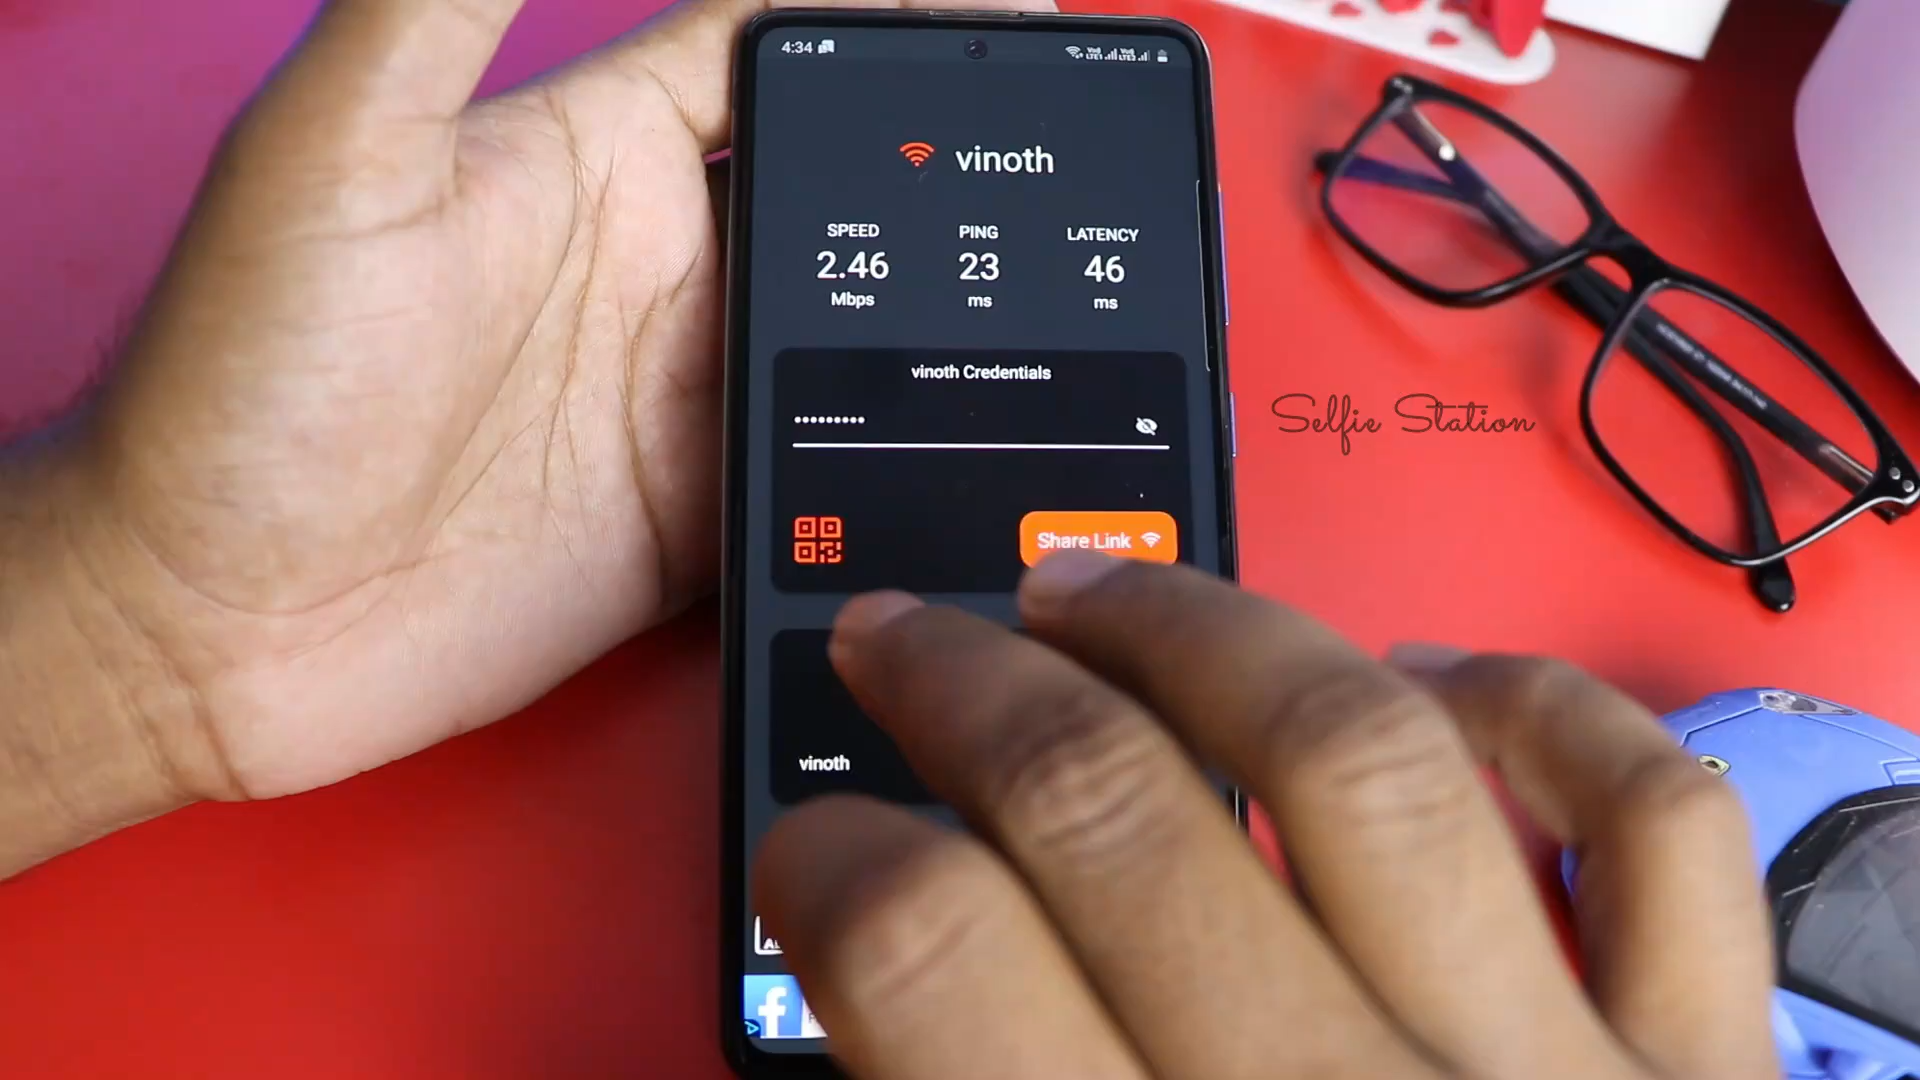 4:34
vinoth
SPEED PING LATENCY
2.46 23 46
Mbps ms ms
vinoth Credentials
•••••••••
Share Link
Selfie Station
vinoth